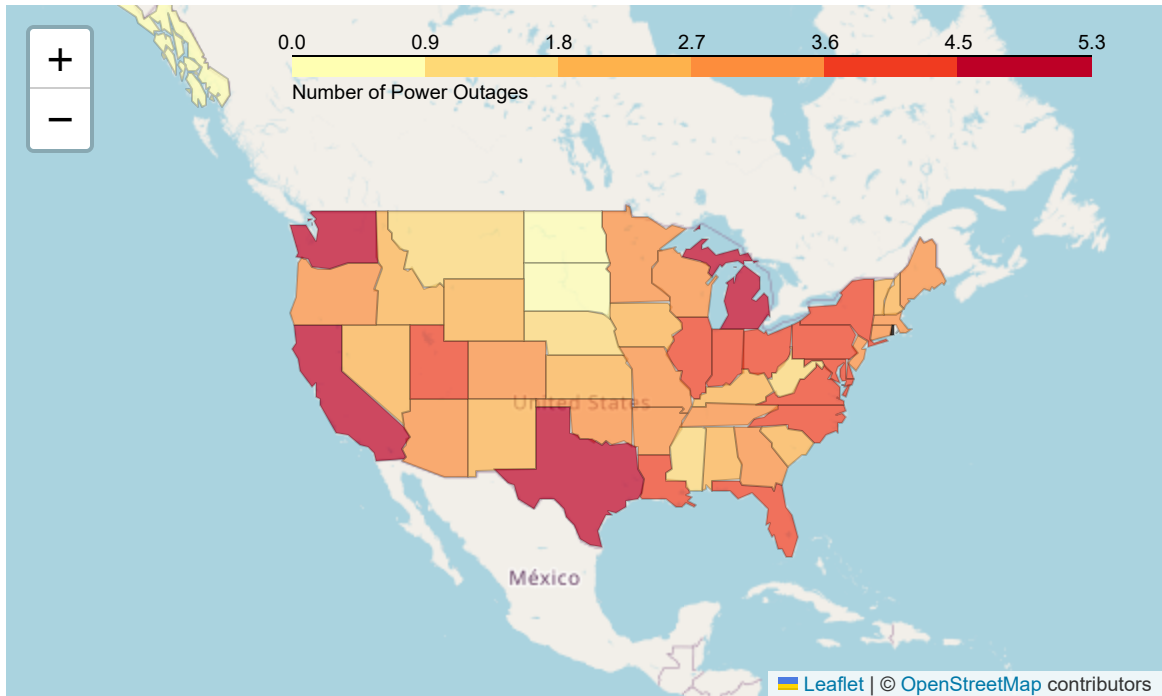 +
−
0.0 0.9 1.8 2.7 3.6 4.5 5.3
Number of Power Outages
United States
México
Leaflet | © OpenStreetMap contributors